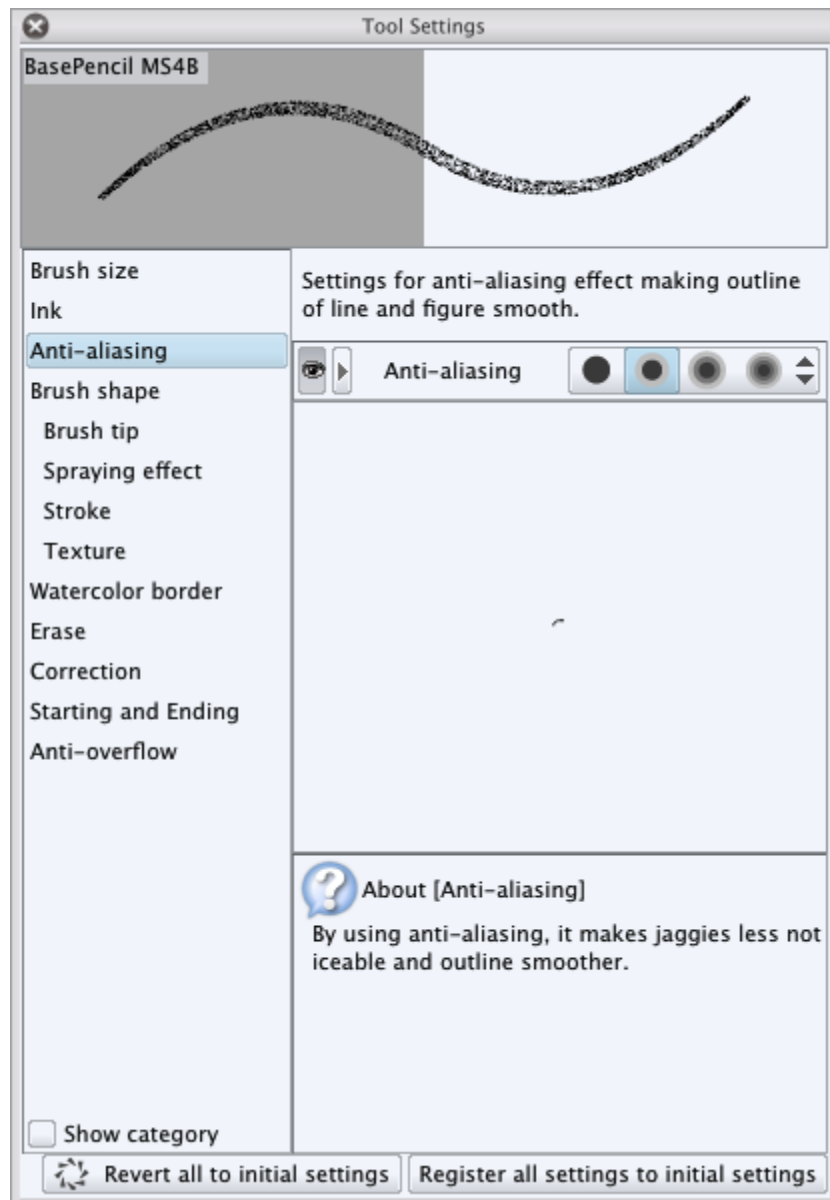 Tool Settings
BasePencil MS4B
Brush size
Ink
Anti-aliasing
Brush shape
Brush tip
Spraying effect
Stroke
Texture
Watercolor border
Erase
Correction
Starting and Ending
Anti-overflow
Show category
Settings for anti-aliasing effect making outline
of line and figure smooth.
Anti-aliasing
About [Anti-aliasing]
By using anti-aliasing, it makes jaggies less not
iceable and outline smoother.
Revert all to initial settings
Register all settings to initial settings